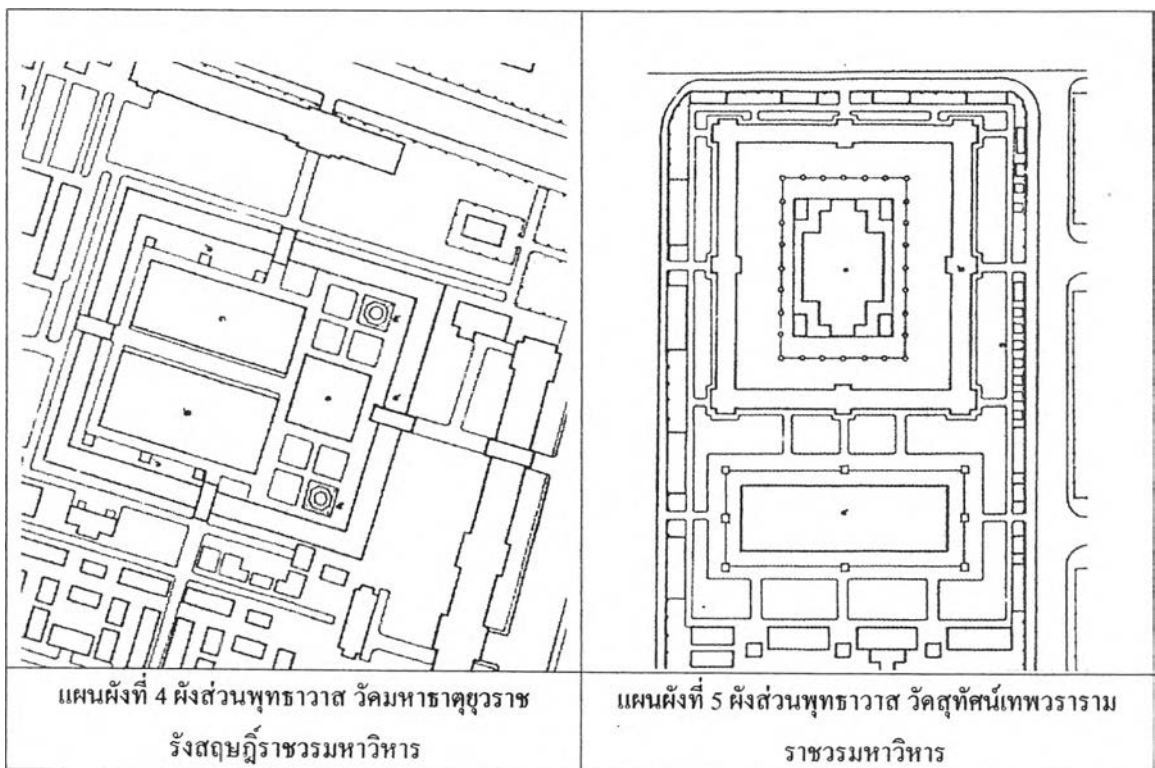 แผนผังที่ 4 ผังส่วนพุทธาวาส วัดมหาธาตุยุวราช
รังสฤษฎิ์ราชวรมหาวิหาร
แผนผังที่ 5 ผังส่วนพุทธาวาส วัดสุทัศน์เทพวราราม
ราชวรมหาวิหาร